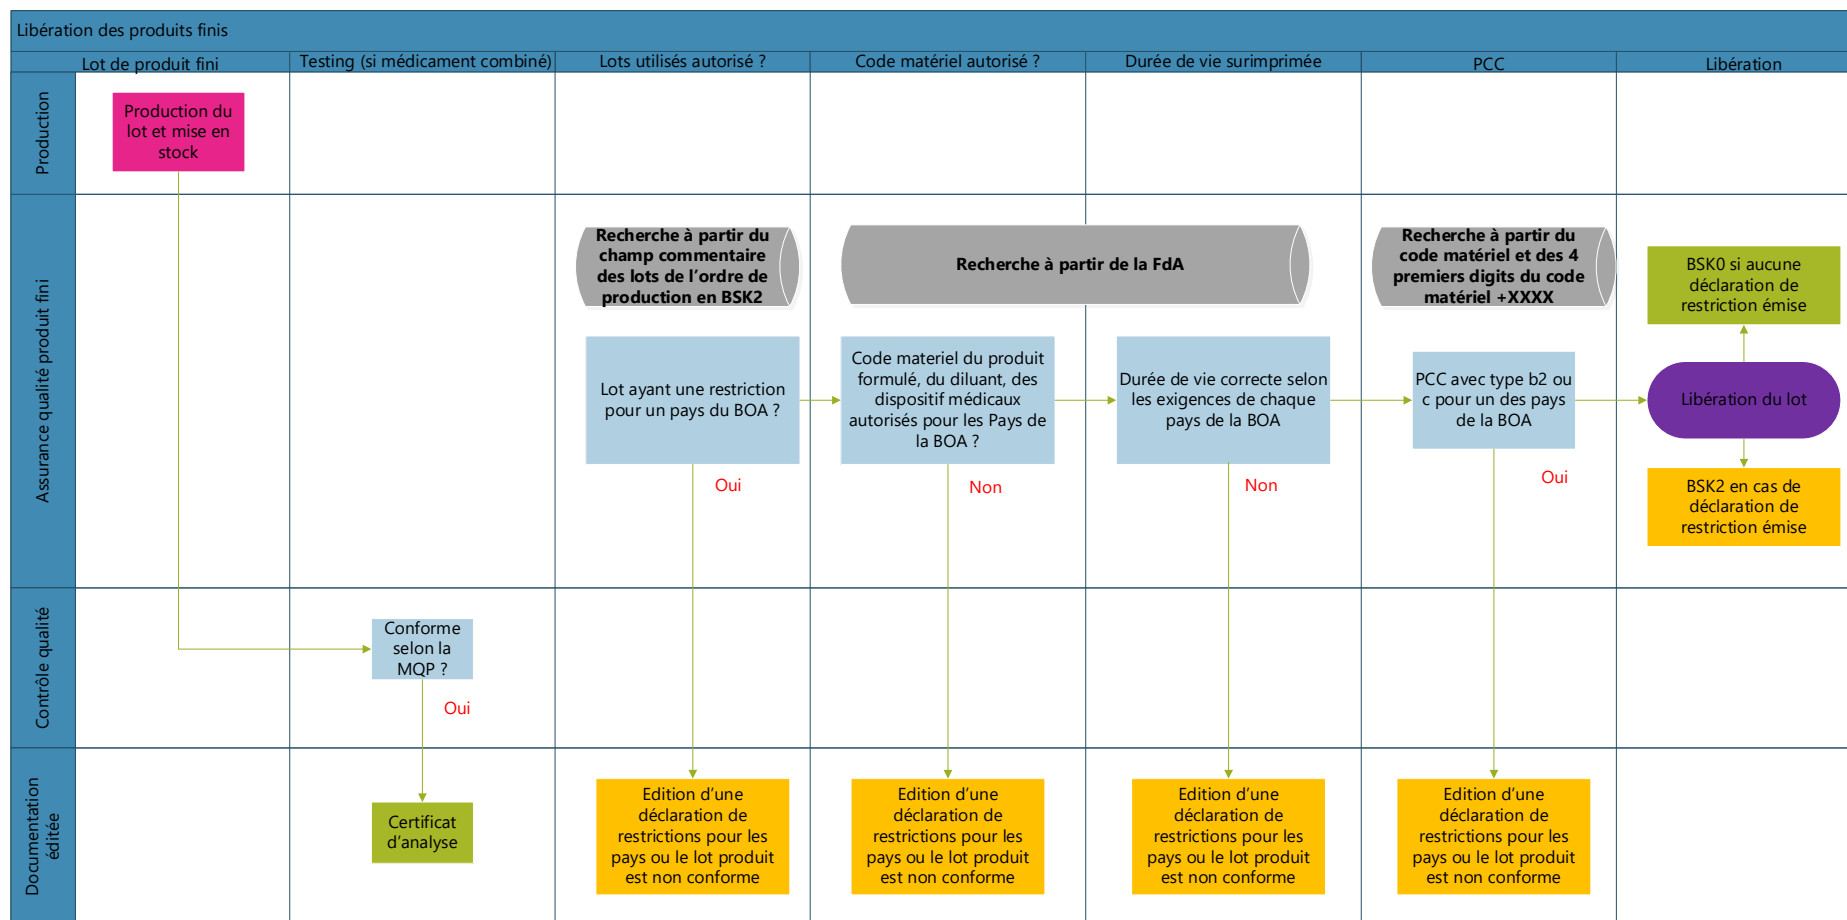 Libération des produits finis
Lot de produit fini
Testing (si médicament combiné)
Lots utilisés autorisé ?
Code matériel autorisé ?
Durée de vie surimprimée
PCC
Libération
Production
Production du
lot et mise en
stock
Assurance qualité produit fini
Recherche à partir du
champ commentaire
des lots de l’ordre de
production en BSK2
Recherche à partir de la FdA
Recherche à partir du
code matériel et des 4
premiers digits du code
matériel +XXXX
BSK0 si aucune
déclaration de
restriction émise
Lot ayant une restriction
pour un pays du BOA ?
Code materiel du produit
formulé, du diluant, des
dispositif médicaux
autorisés pour les Pays de
la BOA ?
Durée de vie correcte selon
les exigences de chaque
pays de la BOA
PCC avec type b2 ou
c pour un des pays
de la BOA
Libération du lot
Oui
Non
Non
Oui
BSK2 en cas de
déclaration de
restriction émise
Contrôle qualité
Conforme
selon la
MQP ?
Oui
Documentation
éditée
Certificat
d’analyse
Edition d’une
déclaration de
restrictions pour les
pays ou le lot produit
est non conforme
Edition d’une
déclaration de
restrictions pour les
pays ou le lot produit
est non conforme
Edition d’une
déclaration de
restrictions pour les
pays ou le lot produit
est non conforme
Edition d’une
déclaration de
restrictions pour les
pays ou le lot produit
est non conforme